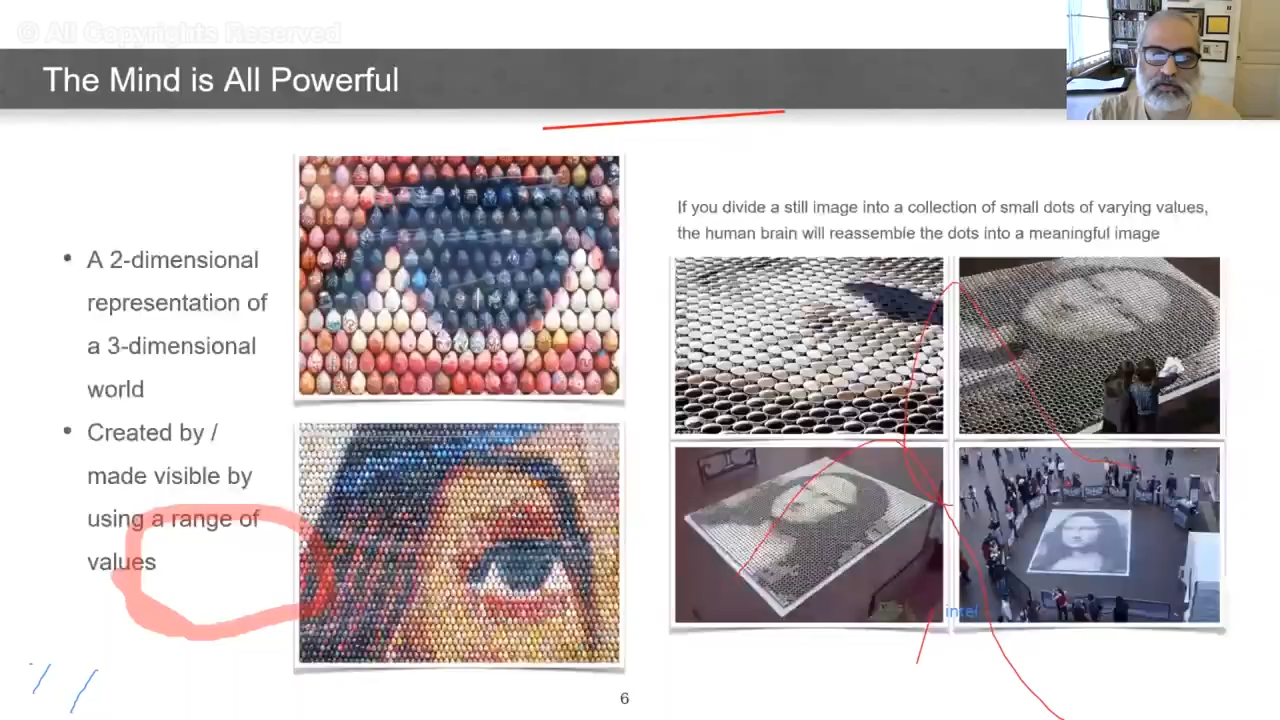 © All Copyrights Reserved
The Mind is All Powerful
If you divide a still image into a collection of small dots of varying values,
the human brain will reassemble the dots into a meaningful image
• A 2-dimensional
representation of
a 3-dimensional
world
• Created by /
made visible by
using a range of
values
intel
6